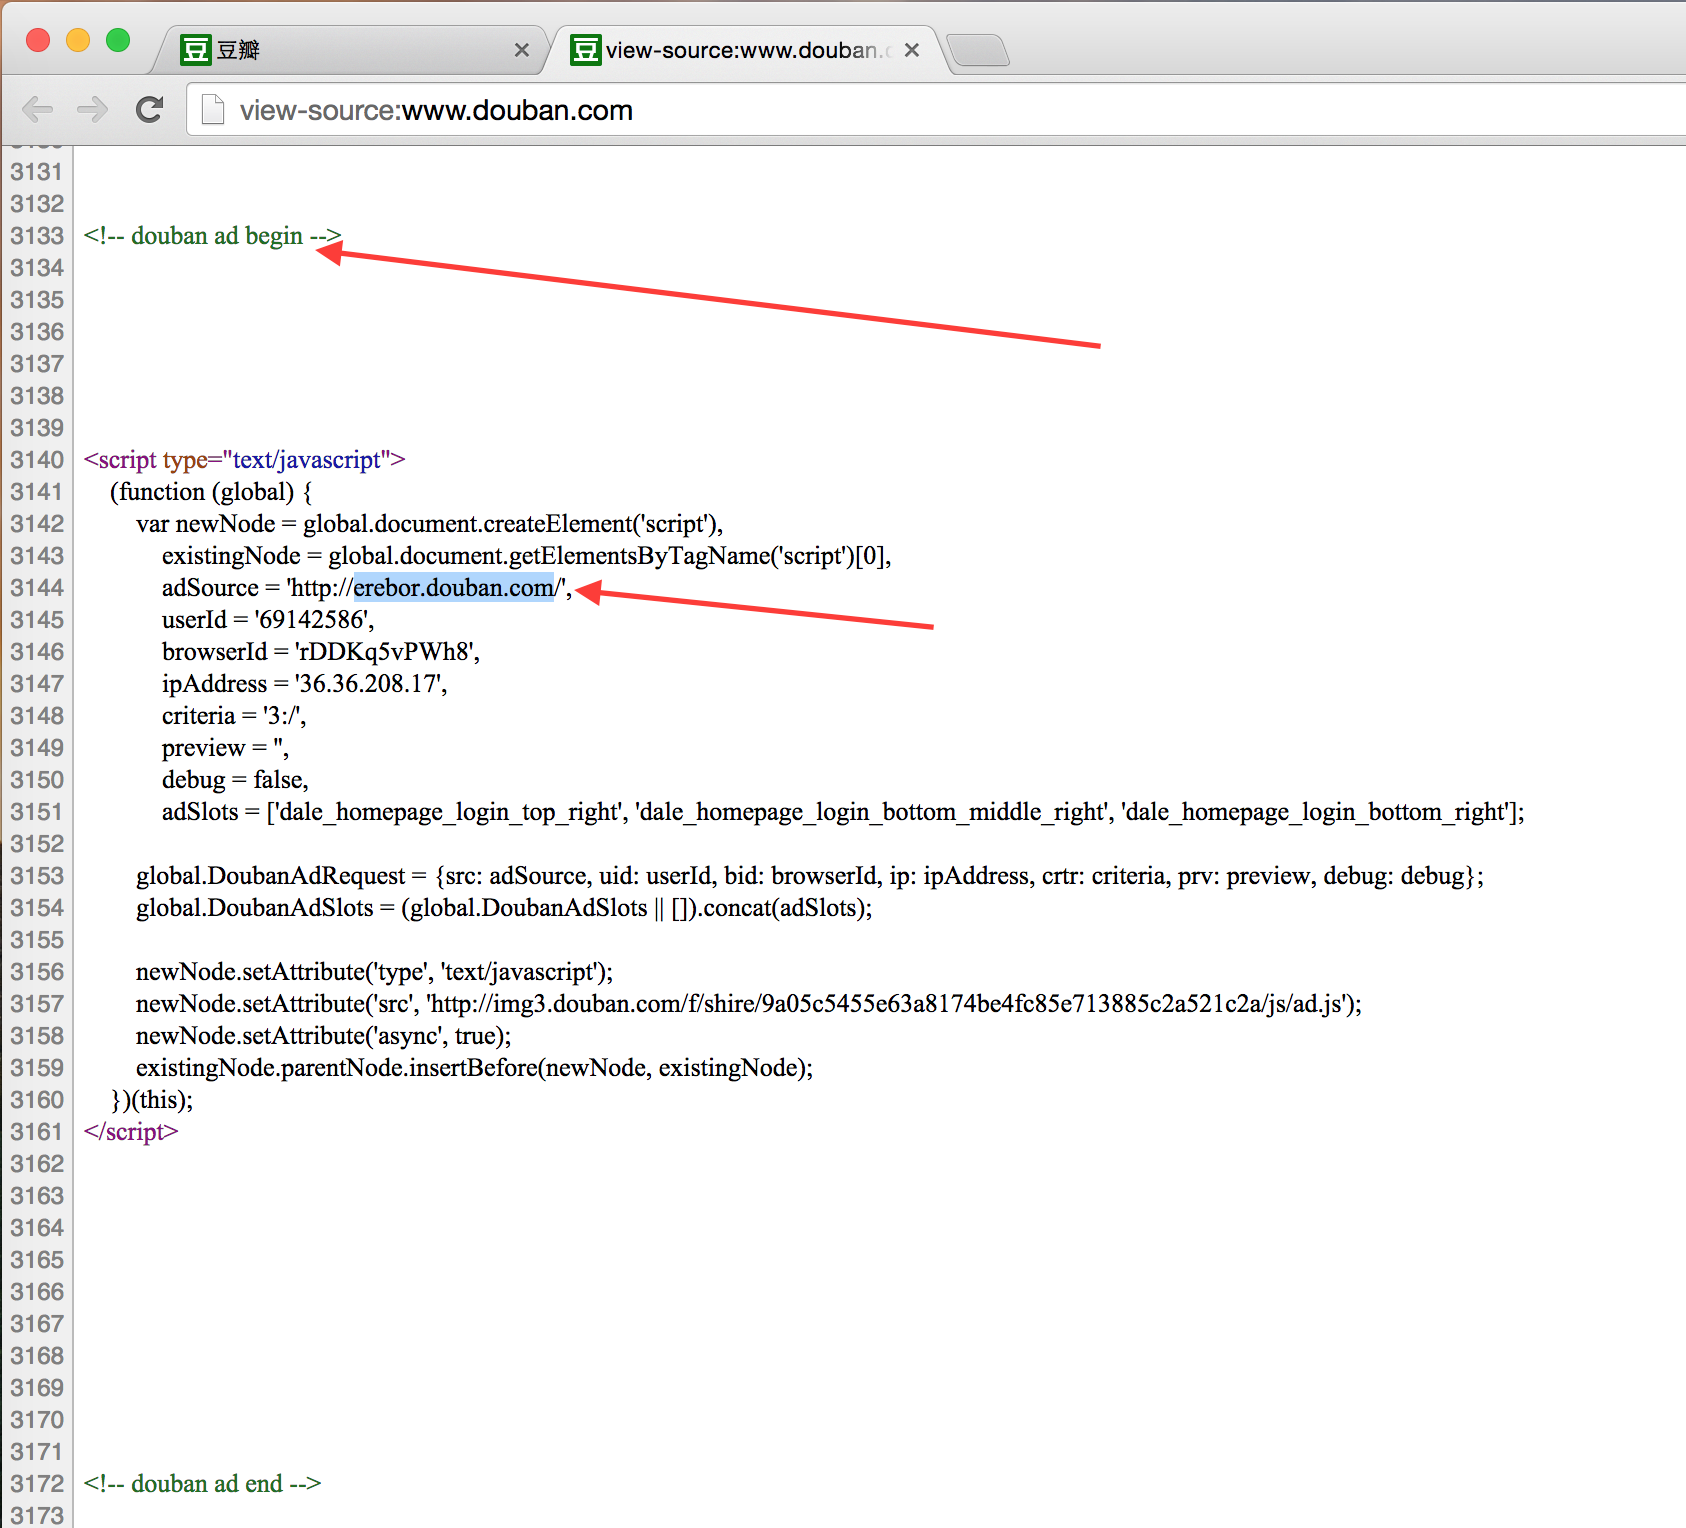 豆 豆瓣
豆 view-source:www.douban.c
view-source:www.douban.com
3131
3132
3133 <!-- douban ad begin -->
3134
3135
3136
3137
3138
3139
3140 <script type="text/javascript">
3141 (function (global) {
3142 var newNode = global.document.createElement('script'),
3143 existingNode = global.document.getElementsByTagName('script')[0],
3144 adSource = 'http://erebor.douban.com/',
3145 userId = '69142586',
3146 browserId = 'rDDKq5vPWh8',
3147 ipAddress = '36.36.208.17',
3148 criteria = '3:/',
3149 preview = '',
3150 debug = false,
3151 adSlots = ['dale_homepage_login_top_right', 'dale_homepage_login_bottom_middle_right', 'dale_homepage_login_bottom_right'];
3152
3153 global.DoubanAdRequest = {src: adSource, uid: userId, bid: browserId, ip: ipAddress, crtr: criteria, prv: preview, debug: debug};
3154 global.DoubanAdSlots = (global.DoubanAdSlots || []).concat(adSlots);
3155
3156 newNode.setAttribute('type', 'text/javascript');
3157 newNode.setAttribute('src', 'http://img3.douban.com/f/shire/9a05c5455e63a8174be4fc85e713885c2a521c2a/js/ad.js');
3158 newNode.setAttribute('async', true);
3159 existingNode.parentNode.insertBefore(newNode, existingNode);
3160 })(this);
3161 </script>
3162
3163
3164
3165
3166
3167
3168
3169
3170
3171
3172 <!-- douban ad end -->
3173